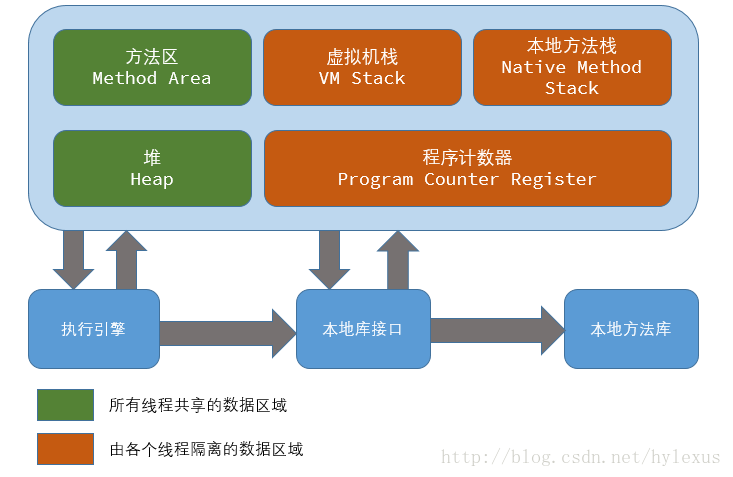 方法区
Method Area
虚拟机栈
VM Stack
本地方法栈
Native Method
Stack
堆
Heap
程序计数器
Program Counter Register
执行引擎
本地库接口
本地方法库
所有线程共享的数据区域
由各个线程隔离的数据区域
http://blog.csdn.net/hylexus